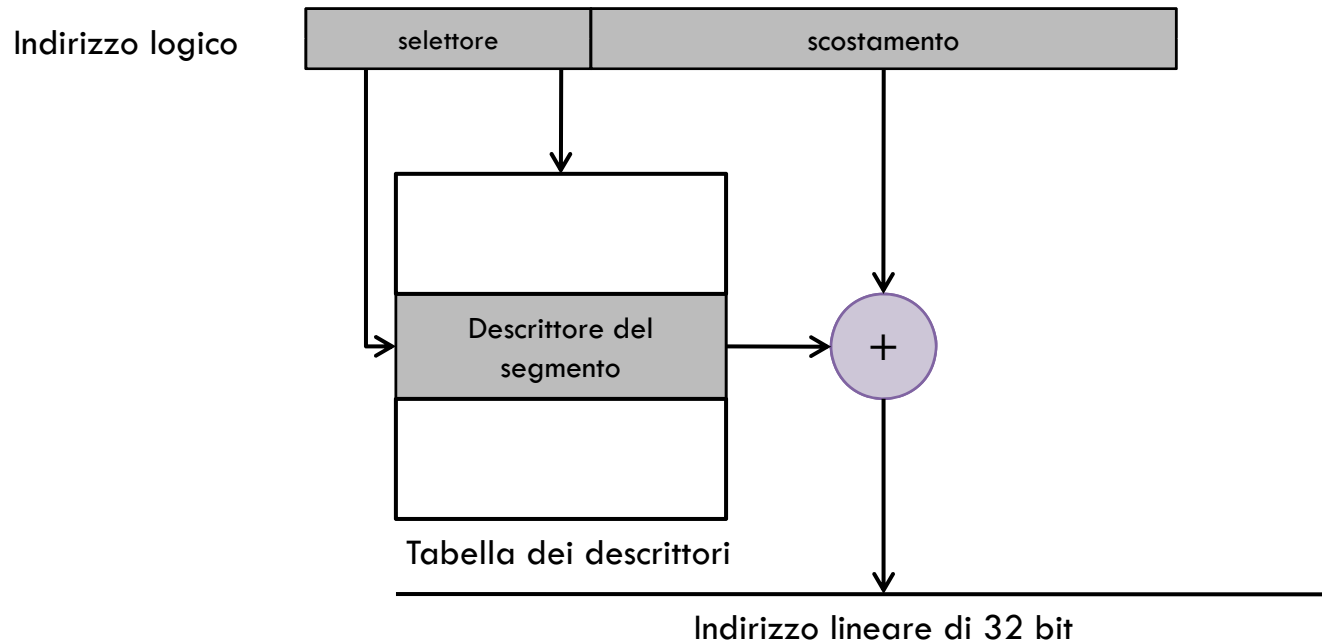 Indirizzo logico
selettore
scostamento
Descrittore del
segmento
+
Tabella dei descrittori
Indirizzo lineare di 32 bit